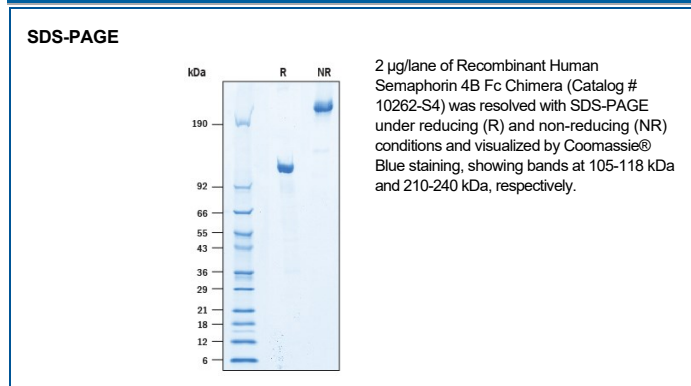 SDS-PAGE
kDa R NR
190
92
66
55
43
36
29
21
18
12
6
2 µg/lane of Recombinant Human
Semaphorin 4B Fc Chimera (Catalog #
10262-S4) was resolved with SDS-PAGE
under reducing (R) and non-reducing (NR)
conditions and visualized by Coomassie®
Blue staining, showing bands at 105-118 kDa
and 210-240 kDa, respectively.